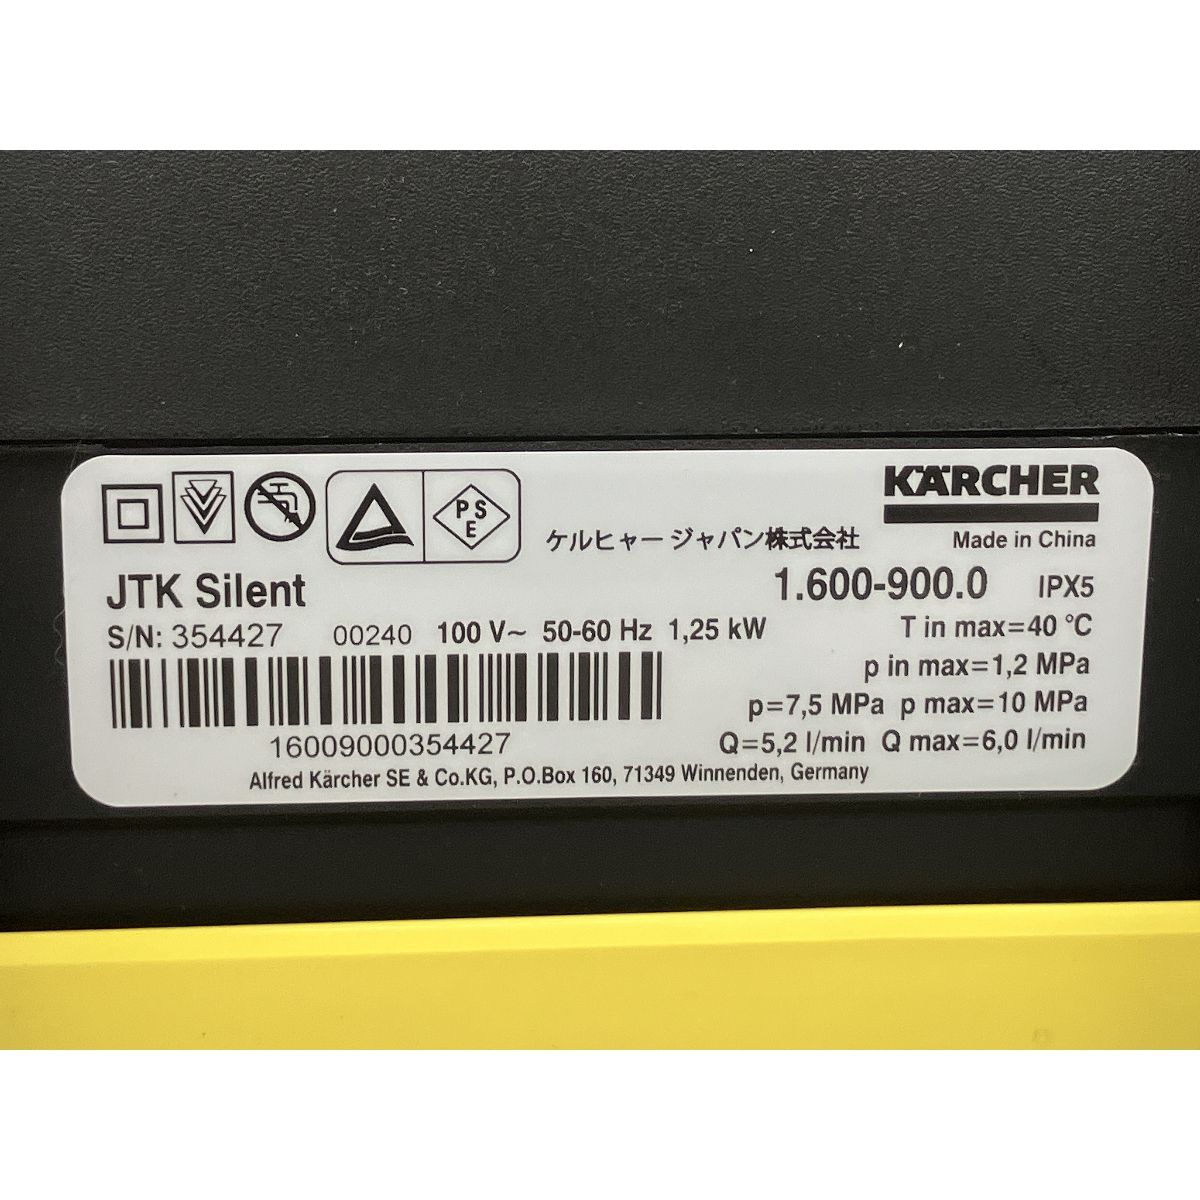 KÄRCHER
PS
E
ケルヒャー ジャパン株式会社
Made in China
JTK Silent
1.600-900.0 IPX5
S/N: 354427 00240 100 V~ 50-60 Hz 1,25 kW
T in max=40 °C
p in max=1,2 MPa
p=7,5 MPa p max=10 MPa
16009000354427
Q=5,2 l/min Q max=6,0 l/min
Alfred Kärcher SE & Co.KG, P.O.Box 160, 71349 Winnenden, Germany